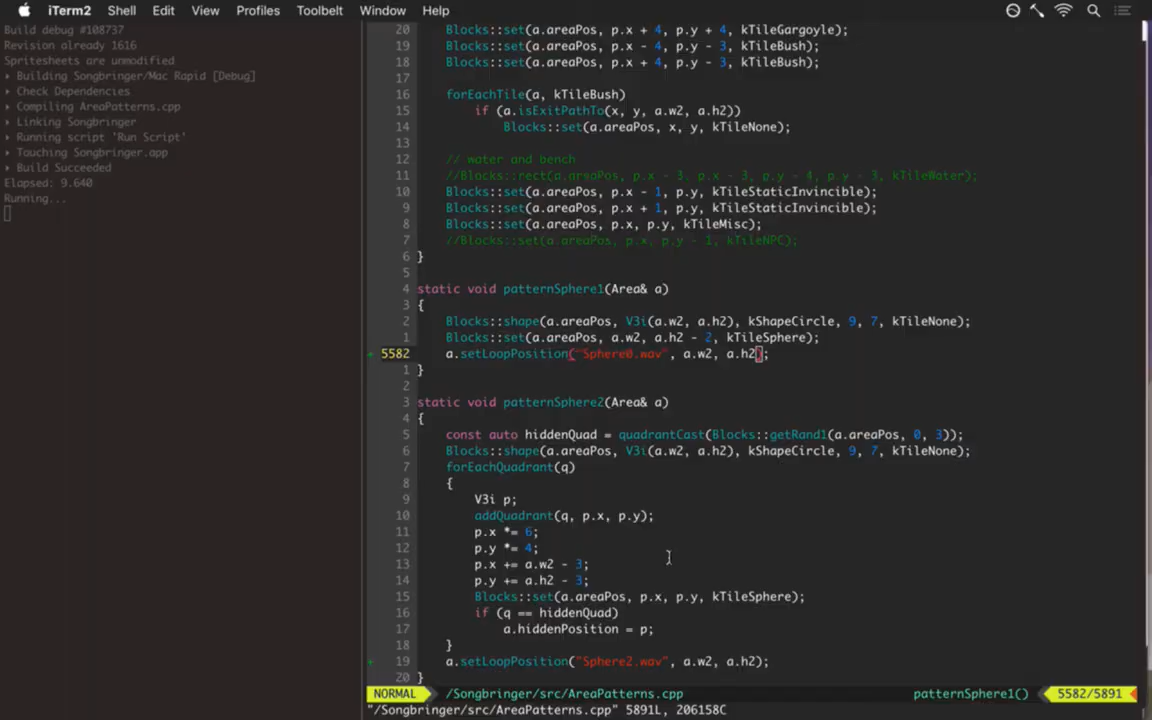 iTerm2 Shell Edit View Profiles Toolbelt Window Help
Build debug #108737
Revision already 1616
Spritesheets are unmodified
▸ Building Songbringer/Mac Rapid [Debug]
▸ Check Dependencies
▸ Compiling AreaPatterns.cpp
▸ Linking Songbringer
▸ Running script 'Run Script'
▸ Touching Songbringer.app
▸ Build Succeeded
Elapsed: 9.640
Running...
20 Blocks::set(a.areaPos, p.x + 4, p.y + 4, kTileGargoyle);
19 Blocks::set(a.areaPos, p.x - 4, p.y - 3, kTileBush);
18 Blocks::set(a.areaPos, p.x + 4, p.y - 3, kTileBush);
17
16 forEachTile(a, kTileBush)
15 if (a.isExitPathTo(x, y, a.w2, a.h2))
14 Blocks::set(a.areaPos, x, y, kTileNone);
13
12 // water and bench
11 //Blocks::rect(a.areaPos, p.x - 3, p.x - 3, p.y - 4, p.y - 3, kTileWater);
10 Blocks::set(a.areaPos, p.x - 1, p.y, kTileStaticInvincible);
9 Blocks::set(a.areaPos, p.x + 1, p.y, kTileStaticInvincible);
8 Blocks::set(a.areaPos, p.x, p.y, kTileMisc);
7 //Blocks::set(a.areaPos, p.x, p.y - 1, kTileNPC);
6 }
5
4 static void patternSphere1(Area& a)
3 {
2 Blocks::shape(a.areaPos, V3i(a.w2, a.h2), kShapeCircle, 9, 7, kTileNone);
1 Blocks::set(a.areaPos, a.w2, a.h2 - 2, kTileSphere);
+ 5582 a.setLoopPosition("Sphere0.wav", a.w2, a.h2);
1 }
2
3 static void patternSphere2(Area& a)
4 {
5 const auto hiddenQuad = quadrantCast(Blocks::getRand1(a.areaPos, 0, 3));
6 Blocks::shape(a.areaPos, V3i(a.w2, a.h2), kShapeCircle, 9, 7, kTileNone);
7 forEachQuadrant(q)
8 {
9 V3i p;
10 addQuadrant(q, p.x, p.y);
11 p.x *= 6;
12 p.y *= 4;
13 p.x += a.w2 - 3;
14 p.y += a.h2 - 3;
15 Blocks::set(a.areaPos, p.x, p.y, kTileSphere);
16 if (q == hiddenQuad)
17 a.hiddenPosition = p;
18 }
+ 19 a.setLoopPosition("Sphere2.wav", a.w2, a.h2);
20 }
NORMAL /Songbringer/src/AreaPatterns.cpp patternSphere1() 5582/5891
"/Songbringer/src/AreaPatterns.cpp" 5891L, 206158C